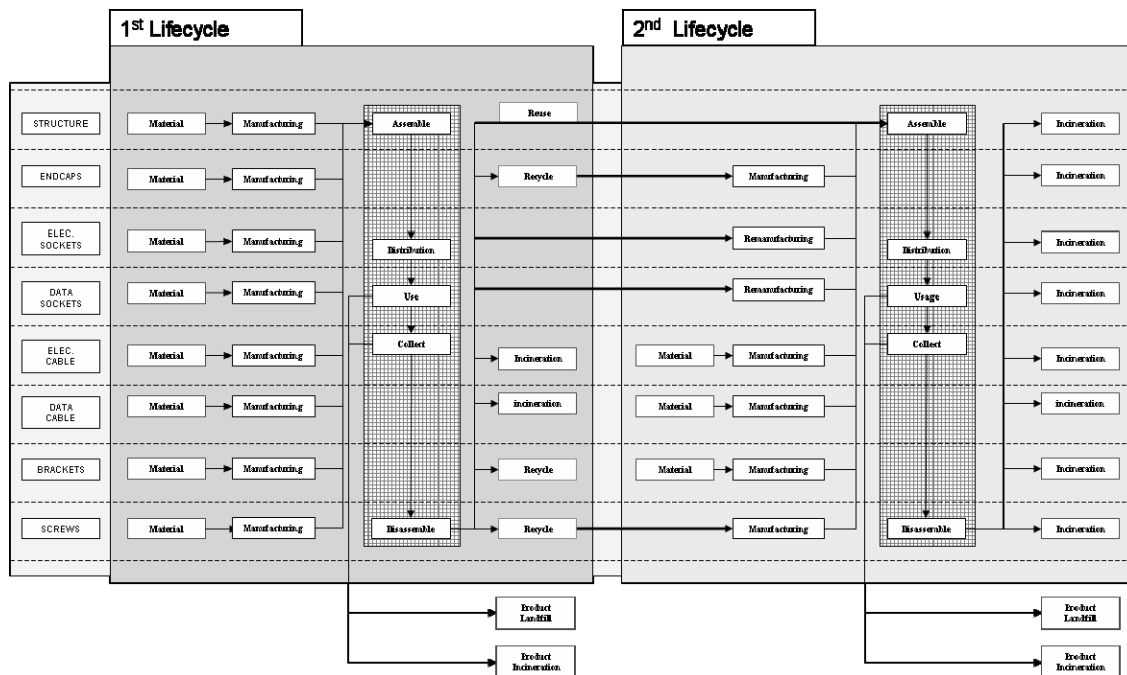 1st Lifecycle
2nd Lifecycle
STRUCTURE
Material
Manufacturing
Assemble
Reuse
Assemble
Incineration
ENDCAPS
Material
Manufacturing
Recycle
Manufacturing
Incineration
ELEC.
SOCKETS
Material
Manufacturing
Distribution
Remanufacturing
Distribution
Incineration
DATA
SOCKETS
Material
Manufacturing
Use
Remanufacturing
Usage
Incineration
ELEC.
CABLE
Material
Manufacturing
Collect
Incineration
Material
Manufacturing
Collect
Incineration
DATA
CABLE
Material
Manufacturing
incineration
Material
Manufacturing
incineration
BRACKETS
Material
Manufacturing
Recycle
Material
Manufacturing
Incineration
SCREWS
Material
Manufacturing
Disassemble
Recycle
Manufacturing
Disassemble
Incineration
Product
Landfill
Product
Landfill
Product
Incineration
Product
Incineration